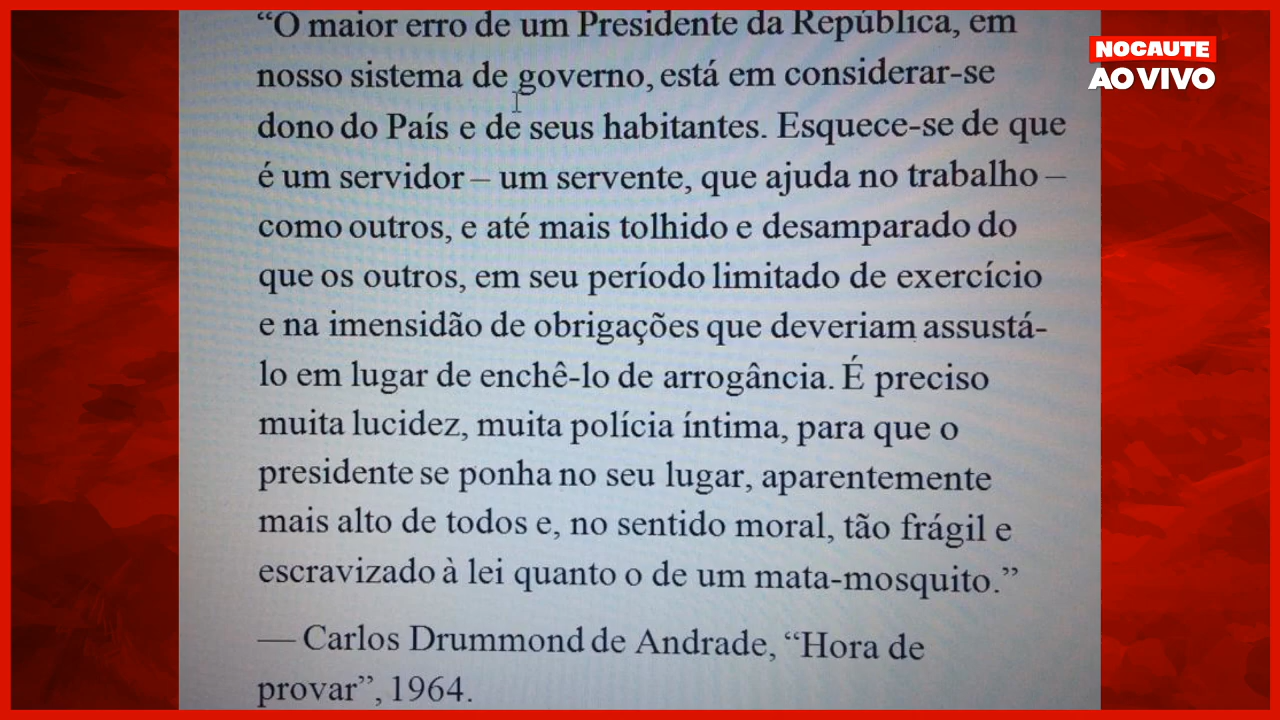 “O maior erro de um Presidente da República, em
nosso sistema de governo, está em considerar-se
dono do País e de seus habitantes. Esquece-se de que
é um servidor – um servente, que ajuda no trabalho –
como outros, e até mais tolhido e desamparado do
que os outros, em seu período limitado de exercício
e na imensidão de obrigações que deveriam assustá-
lo em lugar de enchê-lo de arrogância. É preciso
muita lucidez, muita polícia íntima, para que o
presidente se ponha no seu lugar, aparentemente
mais alto de todos e, no sentido moral, tão frágil e
escravizado à lei quanto o de um mata-mosquito.”
— Carlos Drummond de Andrade, “Hora de
provar”, 1964.
NOCAUTE
AO VIVO